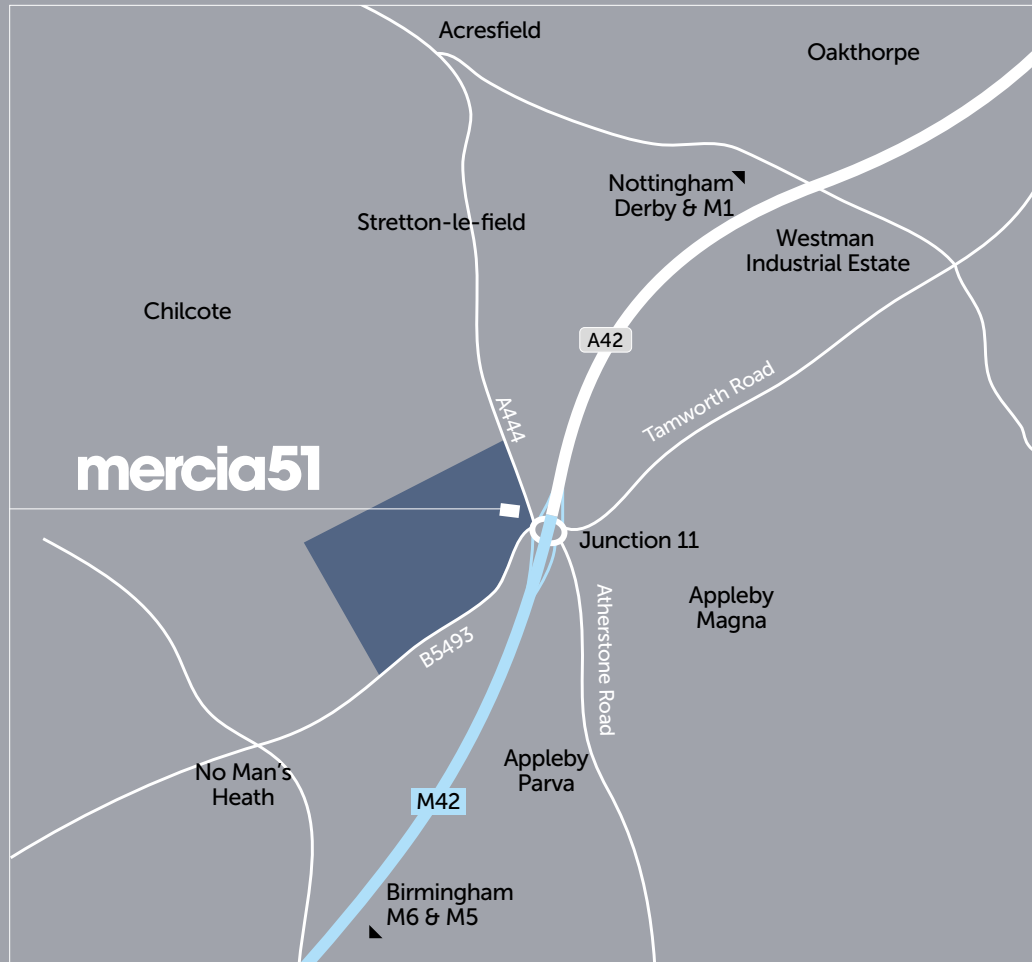 Acresfield
Oakthorpe
Nottingham
Derby & M1
Stretton-le-field
Westman
Industrial Estate
Chilcote
A42
Tamworth Road
A444
mercia51
Junction 11
Appleby
Magna
Atherstone Road
B5493
Appleby
Parva
No Man's
Heath
M42
Birmingham
M6 & M5